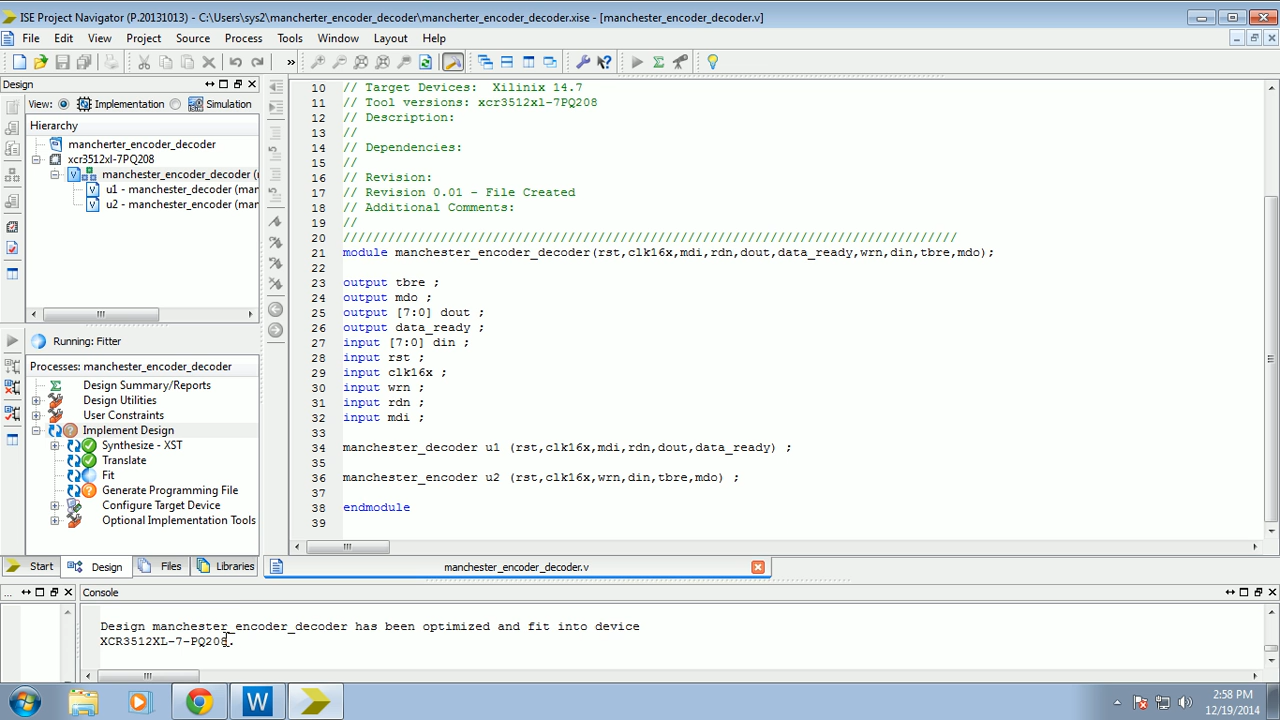 ISE Project Navigator (P.20131013) - C:\Users\sys2\mancherter_encoder_decoder\mancherter_encoder_decoder.xise - [manchester_encoder_decoder.v]
File Edit View Project Source Process Tools Window Layout Help
Design
View: Implementation Simulation
Hierarchy
mancherter_encoder_decoder
xcr3512xl-7PQ208
manchester_encoder_decoder (
u1 - manchester_decoder (mar
u2 - manchester_encoder (mar
Running: Fitter
Processes: manchester_encoder_decoder
Design Summary/Reports
Design Utilities
User Constraints
Implement Design
Synthesize - XST
Translate
Fit
Generate Programming File
Configure Target Device
Optional Implementation Tools
Start Design Files Libraries
10 // Target Devices: Xilinix 14.7
11 // Tool versions: xcr3512xl-7PQ208
12 // Description:
13 //
14 // Dependencies:
15 //
16 // Revision:
17 // Revision 0.01 - File Created
18 // Additional Comments:
19 //
20 //////////////////////////////////////////////////////////////////////////////////
21 module manchester_encoder_decoder(rst,clk16x,mdi,rdn,dout,data_ready,wrn,din,tbre,mdo);
22
23 output tbre ;
24 output mdo ;
25 output [7:0] dout ;
26 output data_ready ;
27 input [7:0] din ;
28 input rst ;
29 input clk16x ;
30 input wrn ;
31 input rdn ;
32 input mdi ;
33
34 manchester_decoder u1 (rst,clk16x,mdi,rdn,dout,data_ready) ;
35
36 manchester_encoder u2 (rst,clk16x,wrn,din,tbre,mdo) ;
37
38 endmodule
39
manchester_encoder_decoder.v
... Console
Design manchester_encoder_decoder has been optimized and fit into device
XCR3512XL-7-PQ208.
2:58 PM
12/19/2014